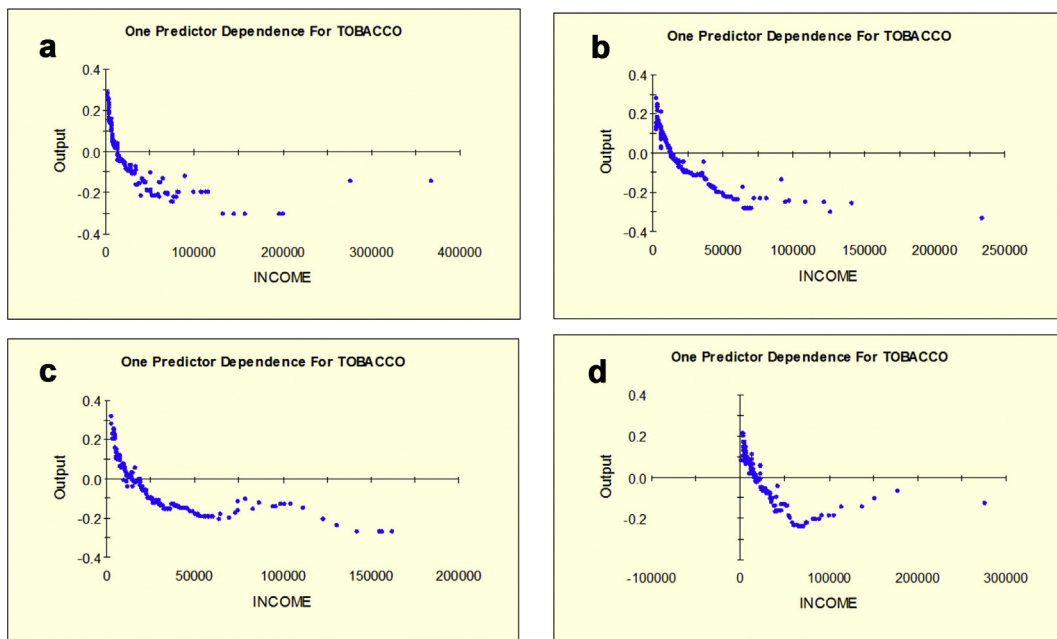 a
One Predictor Dependence For TOBACCO
0.4
0.2
0.0
-0.2
-0.4
Output
0 100000 200000 300000 400000
INCOME
b
One Predictor Dependence For TOBACCO
0.4
0.2
0.0
-0.2
-0.4
Output
0 50000 100000 150000 200000 250000
INCOME
c
One Predictor Dependence For TOBACCO
0.4
0.2
0.0
-0.2
-0.4
Output
0 50000 100000 150000 200000
INCOME
d
One Predictor Dependence For TOBACCO
0.4
0.2
0.0
-0.2
Output
-100000 0 100000 200000 300000
INCOME